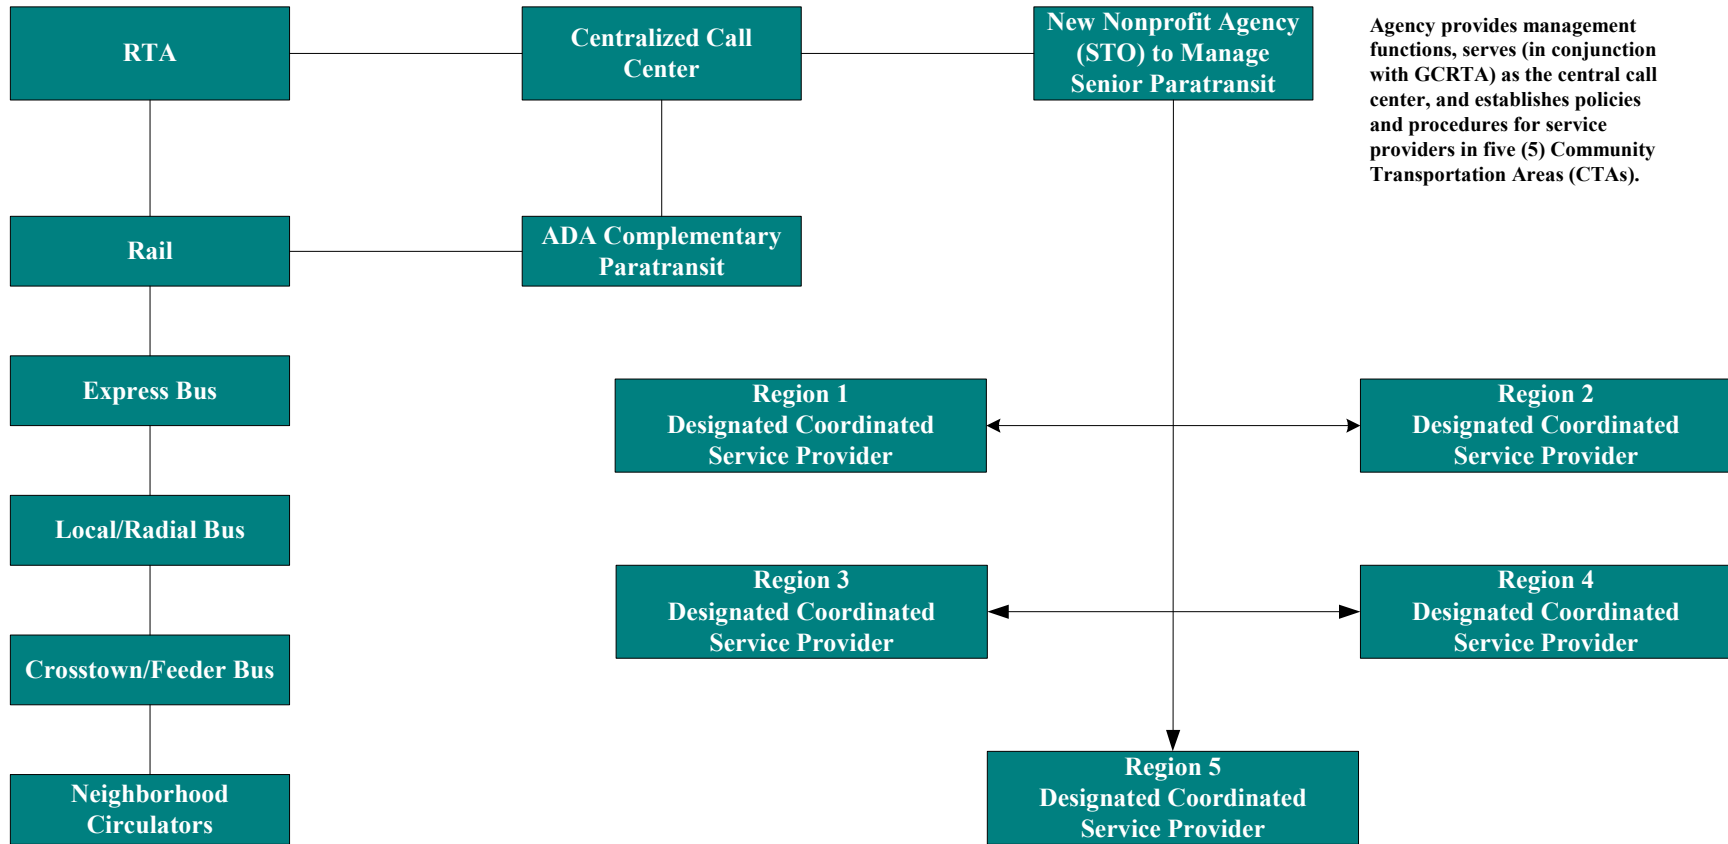 RTA
Centralized Call
Center
New Nonprofit Agency
(STO) to Manage
Senior Paratransit
Agency provides management
functions, serves (in conjunction
with GCRTA) as the central call
center, and establishes policies
and procedures for service
providers in five (5) Community
Transportation Areas (CTAs).
Rail
ADA Complementary
Paratransit
Express Bus
Region 1
Designated Coordinated
Service Provider
Region 2
Designated Coordinated
Service Provider
Local/Radial Bus
Region 3
Designated Coordinated
Service Provider
Region 4
Designated Coordinated
Service Provider
Crosstown/Feeder Bus
Region 5
Designated Coordinated
Service Provider
Neighborhood
Circulators